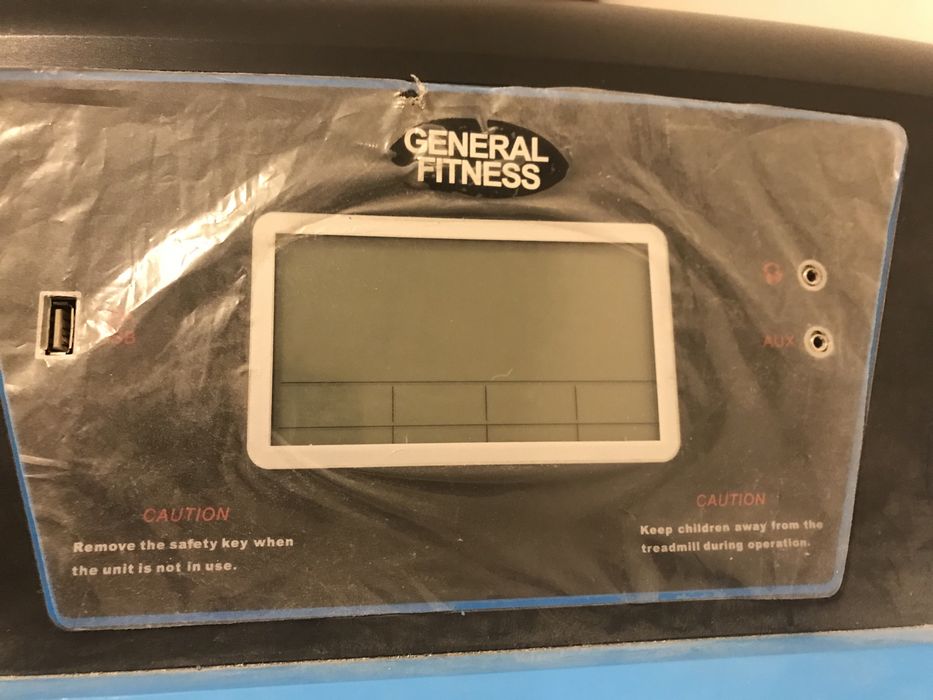 GENERAL
FITNESS
SB
AUX
CAUTION
Remove the safety key when
the unit is not in use.
CAUTION
Keep children away from the
treadmill during operation.